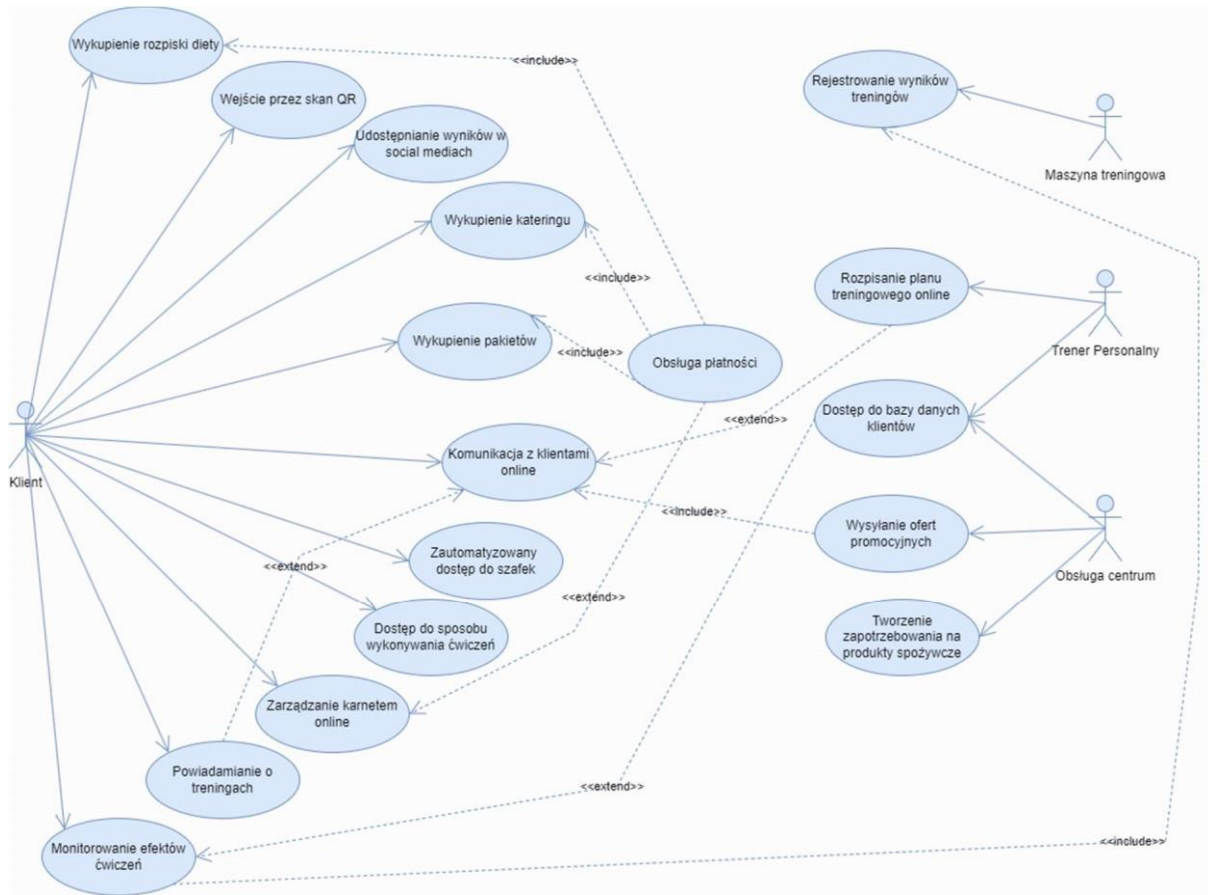 Wykupienie rozpiski diety
<<include>>
Rejestrowanie wyników
treningów
Wejście przez skan QR
Udostępnianie wyników w
social mediach
Maszyna treningowa
Wykupienie kateringu
<<include>>
Rozpisanie planu
treningowego online
Wykupienie pakietów
<<include>>
Obsługa płatności
Trener Personalny
<<extend>>
Dostęp do bazy danych
klientów
Komunikacja z klientami
online
Klient
<<include>>
Wysyłanie ofert
promocyjnych
Zautomatyzowany
dostęp do szafek
<<extend>>
Obsługa centrum
<<extend>>
Dostęp do sposobu
wykonywania ćwiczeń
Tworzenie
zapotrzebowania na
produkty spożywcze
Zarządzanie karnetem
online
Powiadamianie o
treningach
<<extend>>
Monitorowanie efektów
ćwiczeń
<<include>>